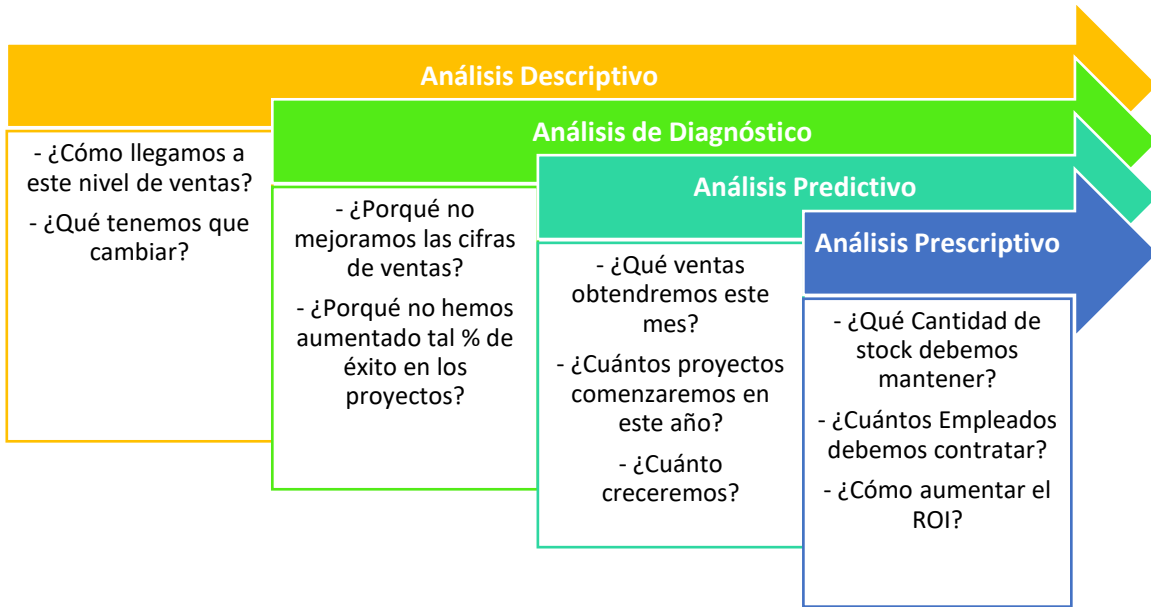 Análisis Descriptivo
- ¿Cómo llegamos a
este nivel de ventas?
- ¿Qué tenemos que
cambiar?
Análisis de Diagnóstico
- ¿Porqué no
mejoramos las cifras
de ventas?
- ¿Porqué no hemos
aumentado tal % de
éxito en los
proyectos?
Análisis Predictivo
- ¿Qué ventas
obtendremos este
mes?
- ¿Cuántos proyectos
comenzaremos en
este año?
- ¿Cuánto
creceremos?
Análisis Prescriptivo
- ¿Qué Cantidad de
stock debemos
mantener?
- ¿Cuántos Empleados
debemos contratar?
- ¿Cómo aumentar el
ROI?